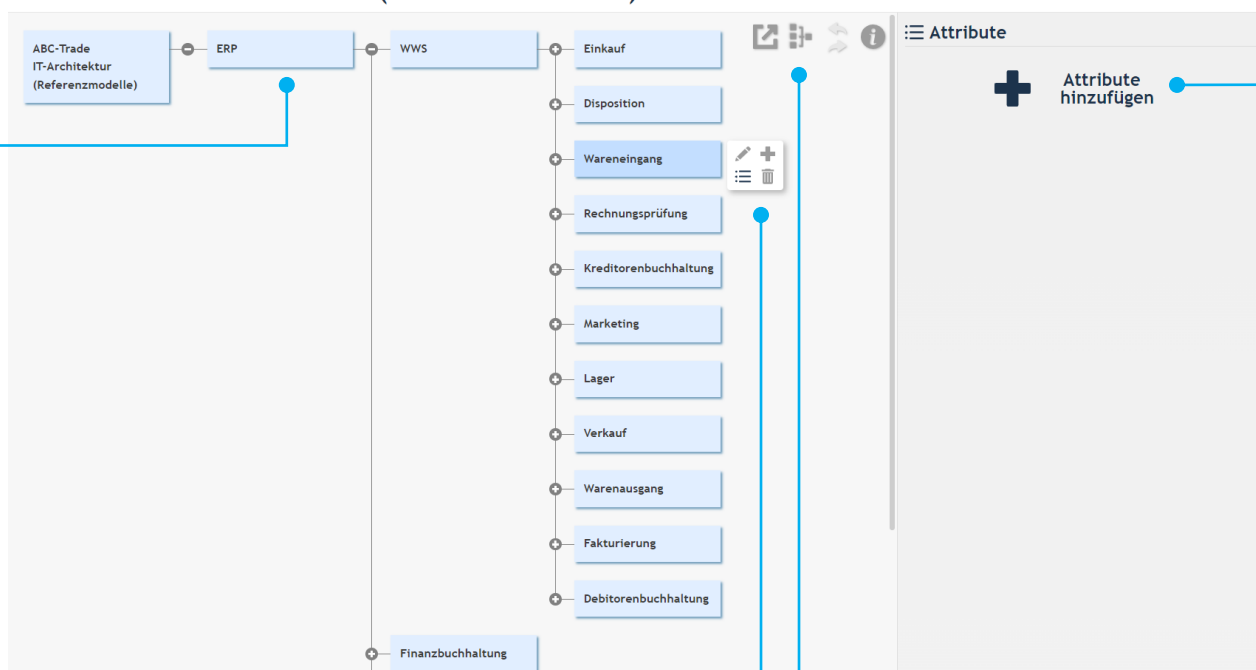 ABC-Trade
IT-Architektur
(Referenzmodelle)
ERP
WWS
Einkauf
Disposition
Wareneingang
Rechnungsprüfung
Kreditorenbuchhaltung
Marketing
Lager
Verkauf
Warenausgang
Fakturierung
Debitorenbuchhaltung
Finanzbuchhaltung
i
Attribute
Attribute
hinzufügen